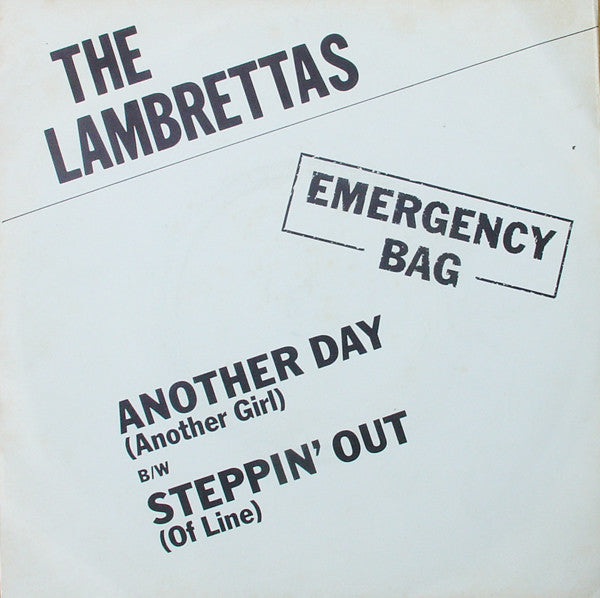 THE
LAMBRETTAS
EMERGENCY
BAG
ANOTHER DAY
(Another Girl)
B/W
STEPPIN' OUT
(Of Line)